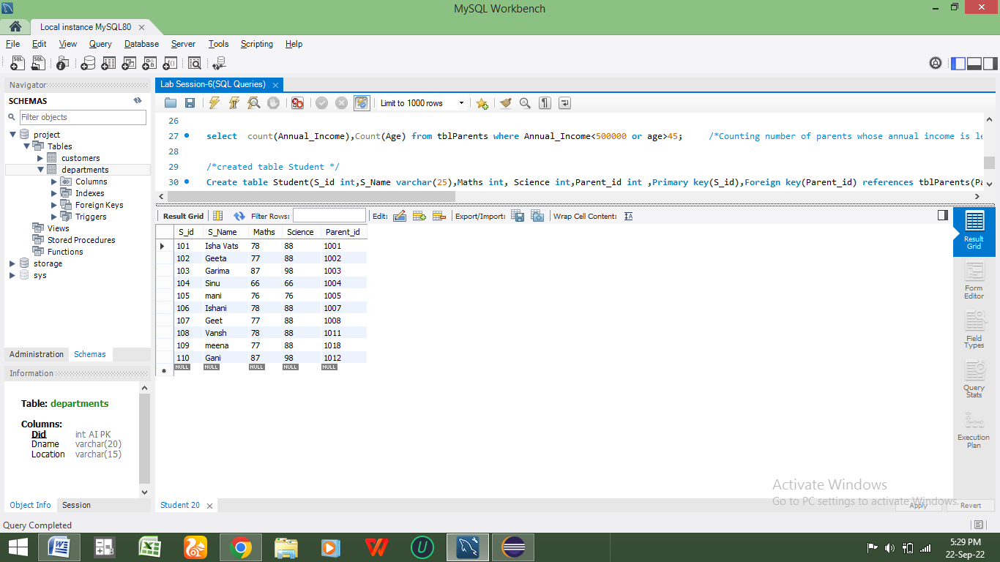 MySQL Workbench
Local instance MySQL80
File Edit View Query Database Server Tools Scripting Help
Navigator
SCHEMAS
Filter objects
project
Tables
customers
departments
Columns
Indexes
Foreign Keys
Triggers
Views
Stored Procedures
Functions
storage
sys
Administration Schemas
Information
Table: departments
Columns:
Did int AI PK
Dname varchar(20)
Location varchar(15)
Object Info Session
Lab Session-6(SQL Queries)
Limit to 1000 rows
26
27 select count(Annual_Income),Count(Age) from tblParents where Annual_Income<500000 or age>45; /*Counting number of parents whose annual income is le
28
29 /*created table Student */
30 Create table Student(S_id int,S_Name varchar(25),Maths int, Science int,Parent_id int ,Primary key(S_id),Foreign key(Parent_id) references tblParents(Pa
Result Grid Filter Rows: Edit: Export/Import: Wrap Cell Content: IA
S_id S_Name Maths Science Parent_id
101 Isha Vats 78 88 1001
102 Geeta 77 88 1002
103 Garima 87 98 1003
104 Sinu 66 66 1004
105 mani 76 76 1005
106 Ishani 78 88 1007
107 Geet 77 88 1008
108 Vansh 78 88 1011
109 meena 77 88 1018
110 Gani 87 98 1012
NULL NULL NULL NULL NULL
Result
Grid
Form
Editor
Field
Types
Query
Stats
Execution
Plan
Activate Windows
Go to PC settings to activate Windows.
Student 20
Apply Revert
Query Completed
5:29 PM
22-Sep-22